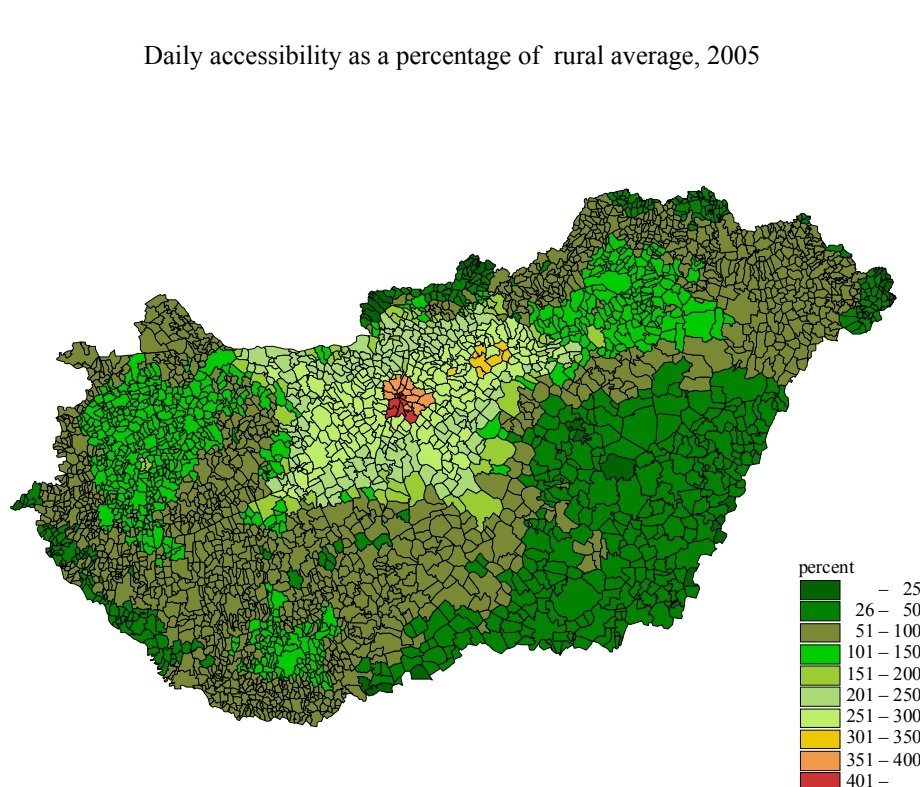 Daily accessibility as a percentage of rural average, 2005
percent
– 25
26 – 50
51 – 100
101 – 150
151 – 200
201 – 250
251 – 300
301 – 350
351 – 400
401 –